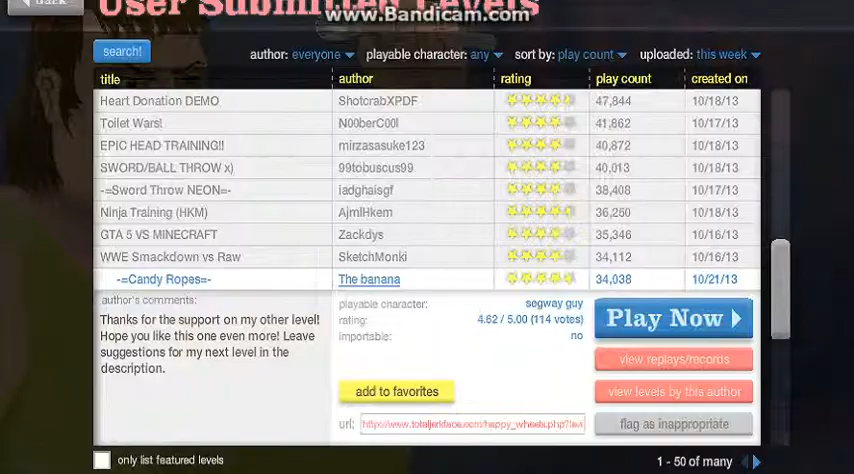 Back
User Submitted Levels
www.Bandicam.com
search!
author: everyone playable character: any sort by: play count uploaded: this week
title author rating play count created on
Heart Donation DEMO ShotcrabXPDF 47,844 10/18/13
Toilet Wars! N00berC00l 41,862 10/17/13
EPIC HEAD TRAINING!! mirzasasuke123 40,872 10/18/13
SWORD/BALL THROW x) 99tobuscus99 40,013 10/18/13
-=Sword Throw NEON=- iadghaisgf 38,408 10/17/13
Ninja Training (HKM) AjmlHkem 36,250 10/18/13
GTA 5 VS MINECRAFT Zackdys 35,346 10/16/13
WWE Smackdown vs Raw SketchMonki 34,112 10/16/13
-=Candy Ropes=- The banana 34,038 10/21/13
author's comments:
Thanks for the support on my other level!
Hope you like this one even more! Leave
suggestions for my next level in the
description.
playable character: segway guy
rating: 4.62 / 5.00 (114 votes)
importable: no
add to favorites
url: http://www.totaljerkface.com/happy_wheels.php?lev
Play Now
view replays/records
view levels by this author
flag as inappropriate
only list featured levels
1 - 50 of many